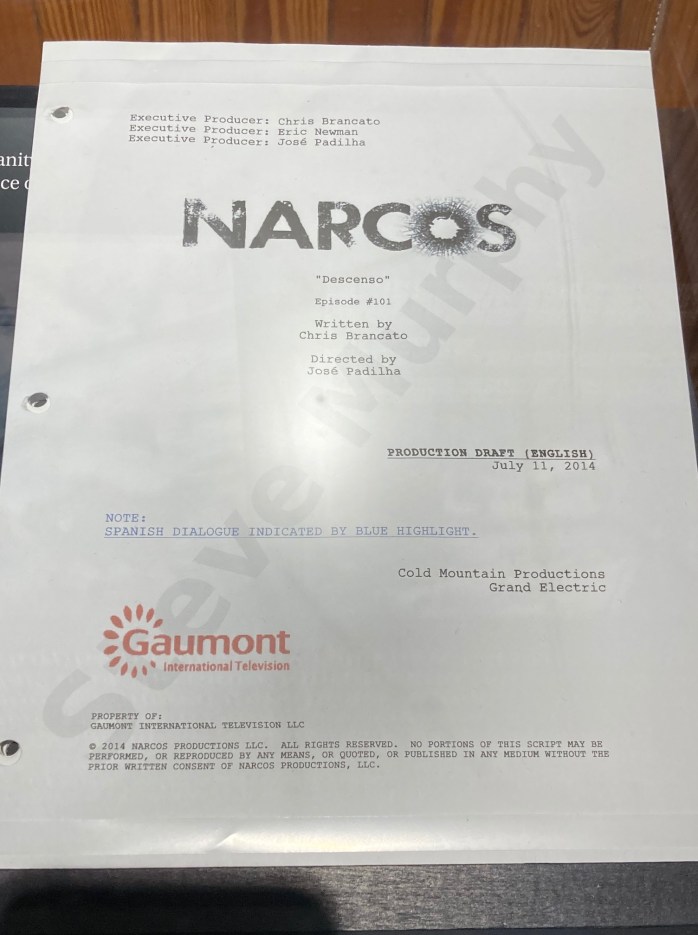 Executive Producer: Chris Brancato
Executive Producer: Eric Newman
Executive Producer: José Padilha
NARCOS
"Descenso"
Episode #101
Written by
Chris Brancato
Directed by
José Padilha
PRODUCTION DRAFT (ENGLISH)
July 11, 2014
NOTE:
SPANISH DIALOGUE INDICATED BY BLUE HIGHLIGHT.
Cold Mountain Productions
Grand Electric
Gaumont
International Television
PROPERTY OF:
GAUMONT INTERNATIONAL TELEVISION LLC
© 2014 NARCOS PRODUCTIONS LLC. ALL RIGHTS RESERVED. NO PORTIONS OF THIS SCRIPT MAY BE
PERFORMED, OR REPRODUCED BY ANY MEANS, OR QUOTED, OR PUBLISHED IN ANY MEDIUM WITHOUT THE
PRIOR WRITTEN CONSENT OF NARCOS PRODUCTIONS, LLC.
Steve Murphy